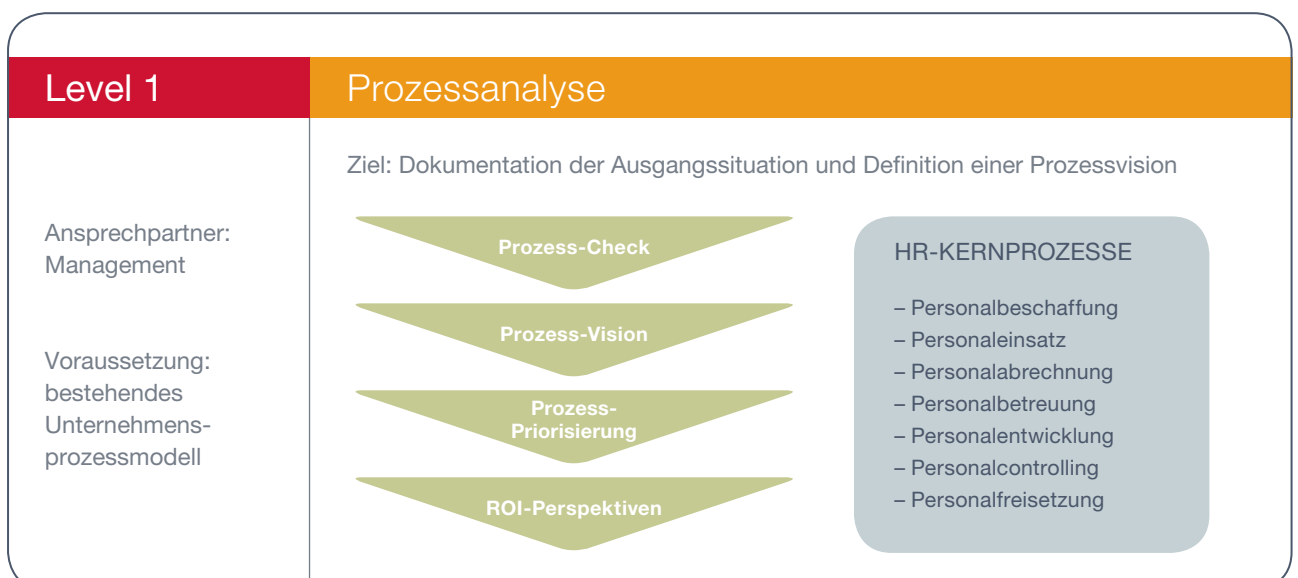 Level 1
Prozessanalyse
Ziel: Dokumentation der Ausgangssituation und Definition einer Prozessvision
Ansprechpartner:
Management
Voraussetzung:
bestehendes
Unternehmens-
prozessmodell
Prozess-Check
Prozess-Vision
Prozess-
Priorisierung
ROI-Perspektiven
HR-KERNPROZESSE
– Personalbeschaffung
– Personaleinsatz
– Personalabrechnung
– Personalbetreuung
– Personalentwicklung
– Personalcontrolling
– Personalfreisetzung